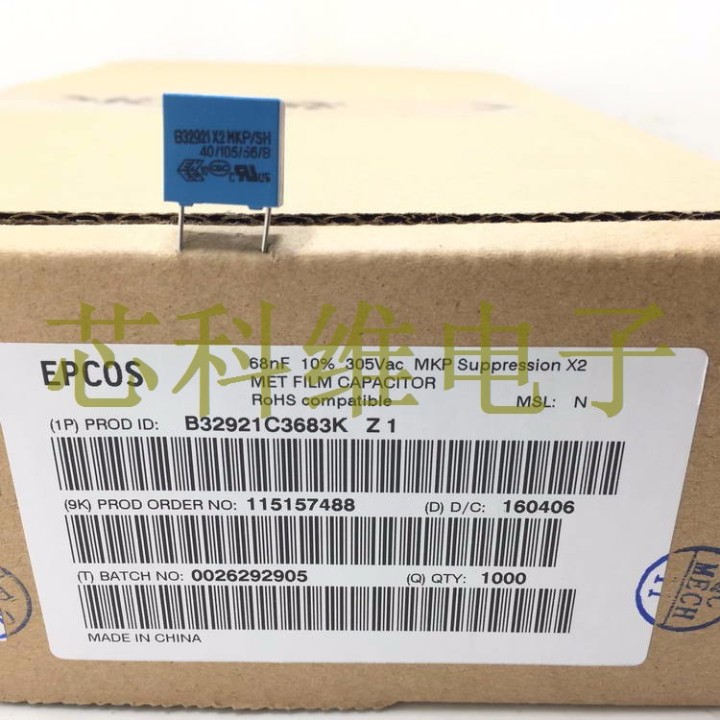 B32921 X2 MKP/SH
40/105/56/B
芯科维电子
EPCOS
68nF 10% 305Vac MKP Suppression X2
MET FILM CAPACITOR
RoHS compatible MSL: N
(1P) PROD ID: B32921C3683K Z 1
(9K) PROD ORDER NO: 115157488 (D) D/C: 160406
(T) BATCH NO: 0026292905 (Q) QTY: 1000
MADE IN CHINA
MECH
11